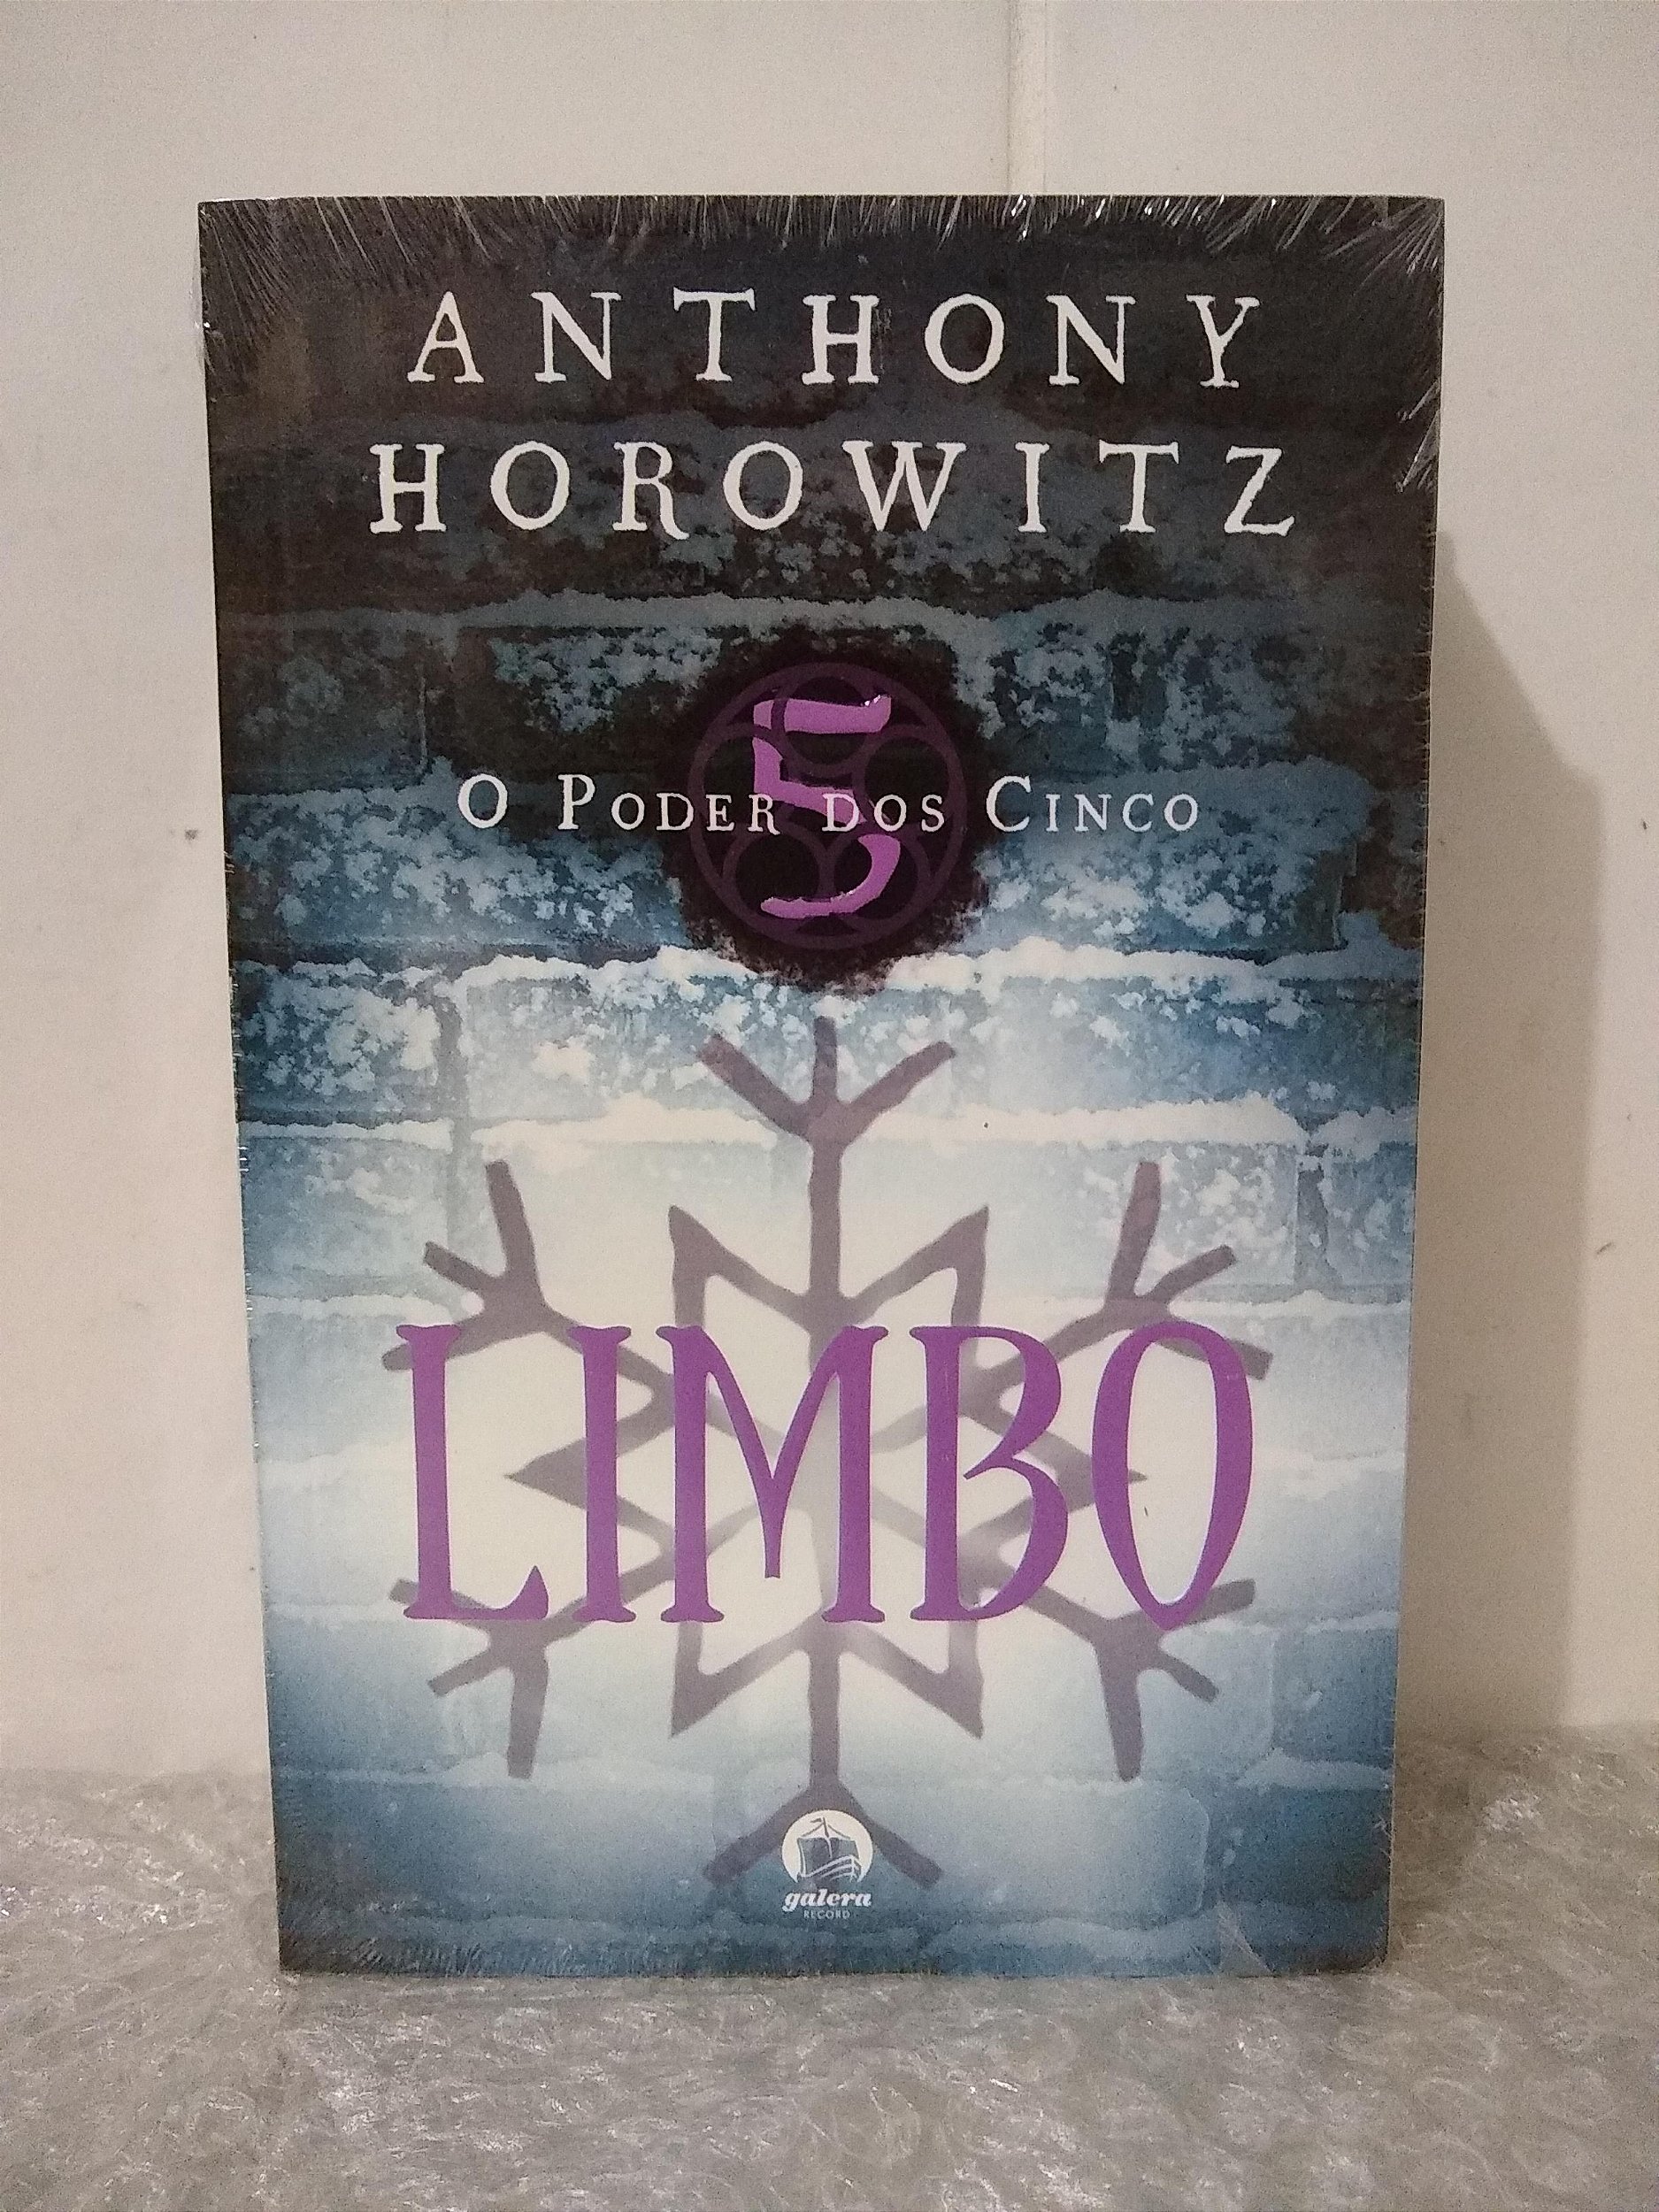 ANTHONY
HOROWITZ
5
O PODER DOS CINCO
LIMBO
galera
RECORD